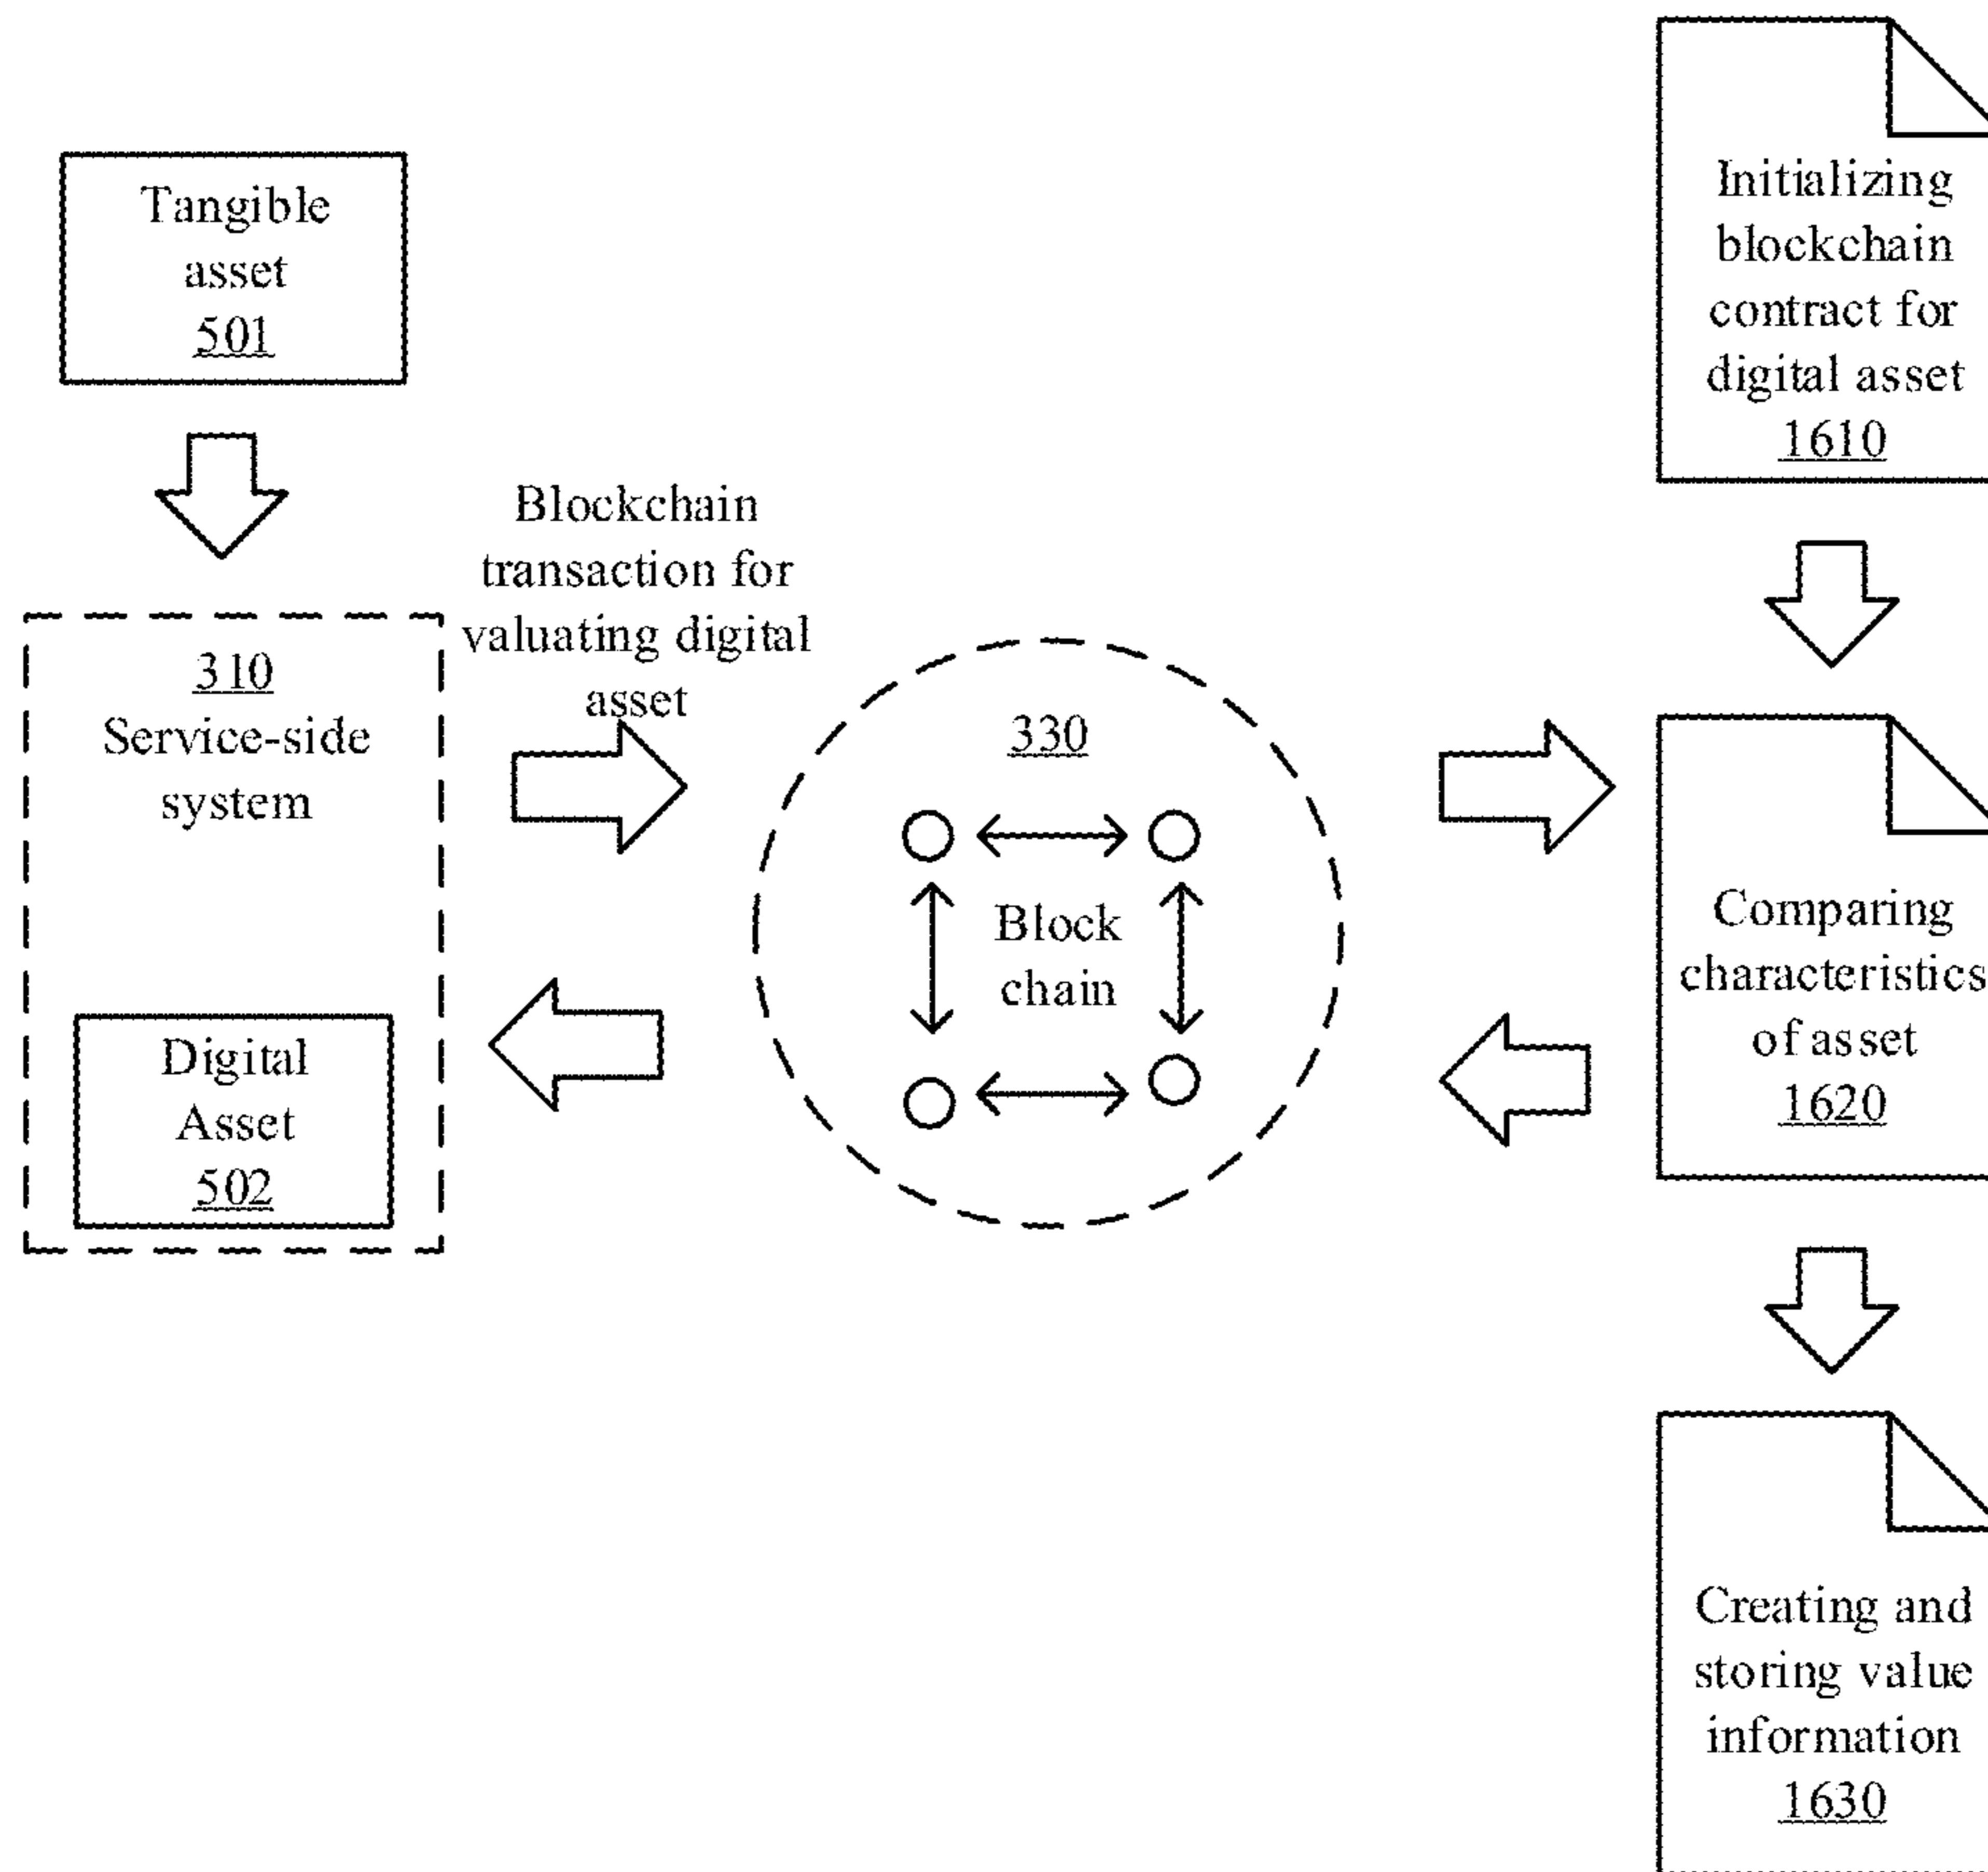 Tangible
asset
501
310
Service-side
system
Digital
Asset
502
Blockchain
transaction for
valuating digital
asset
330
Block
chain
Initializing
blockchain
contract for
digital asset
1610
Comparing
characteristics
of asset
1620
Creating and
storing value
information
1630